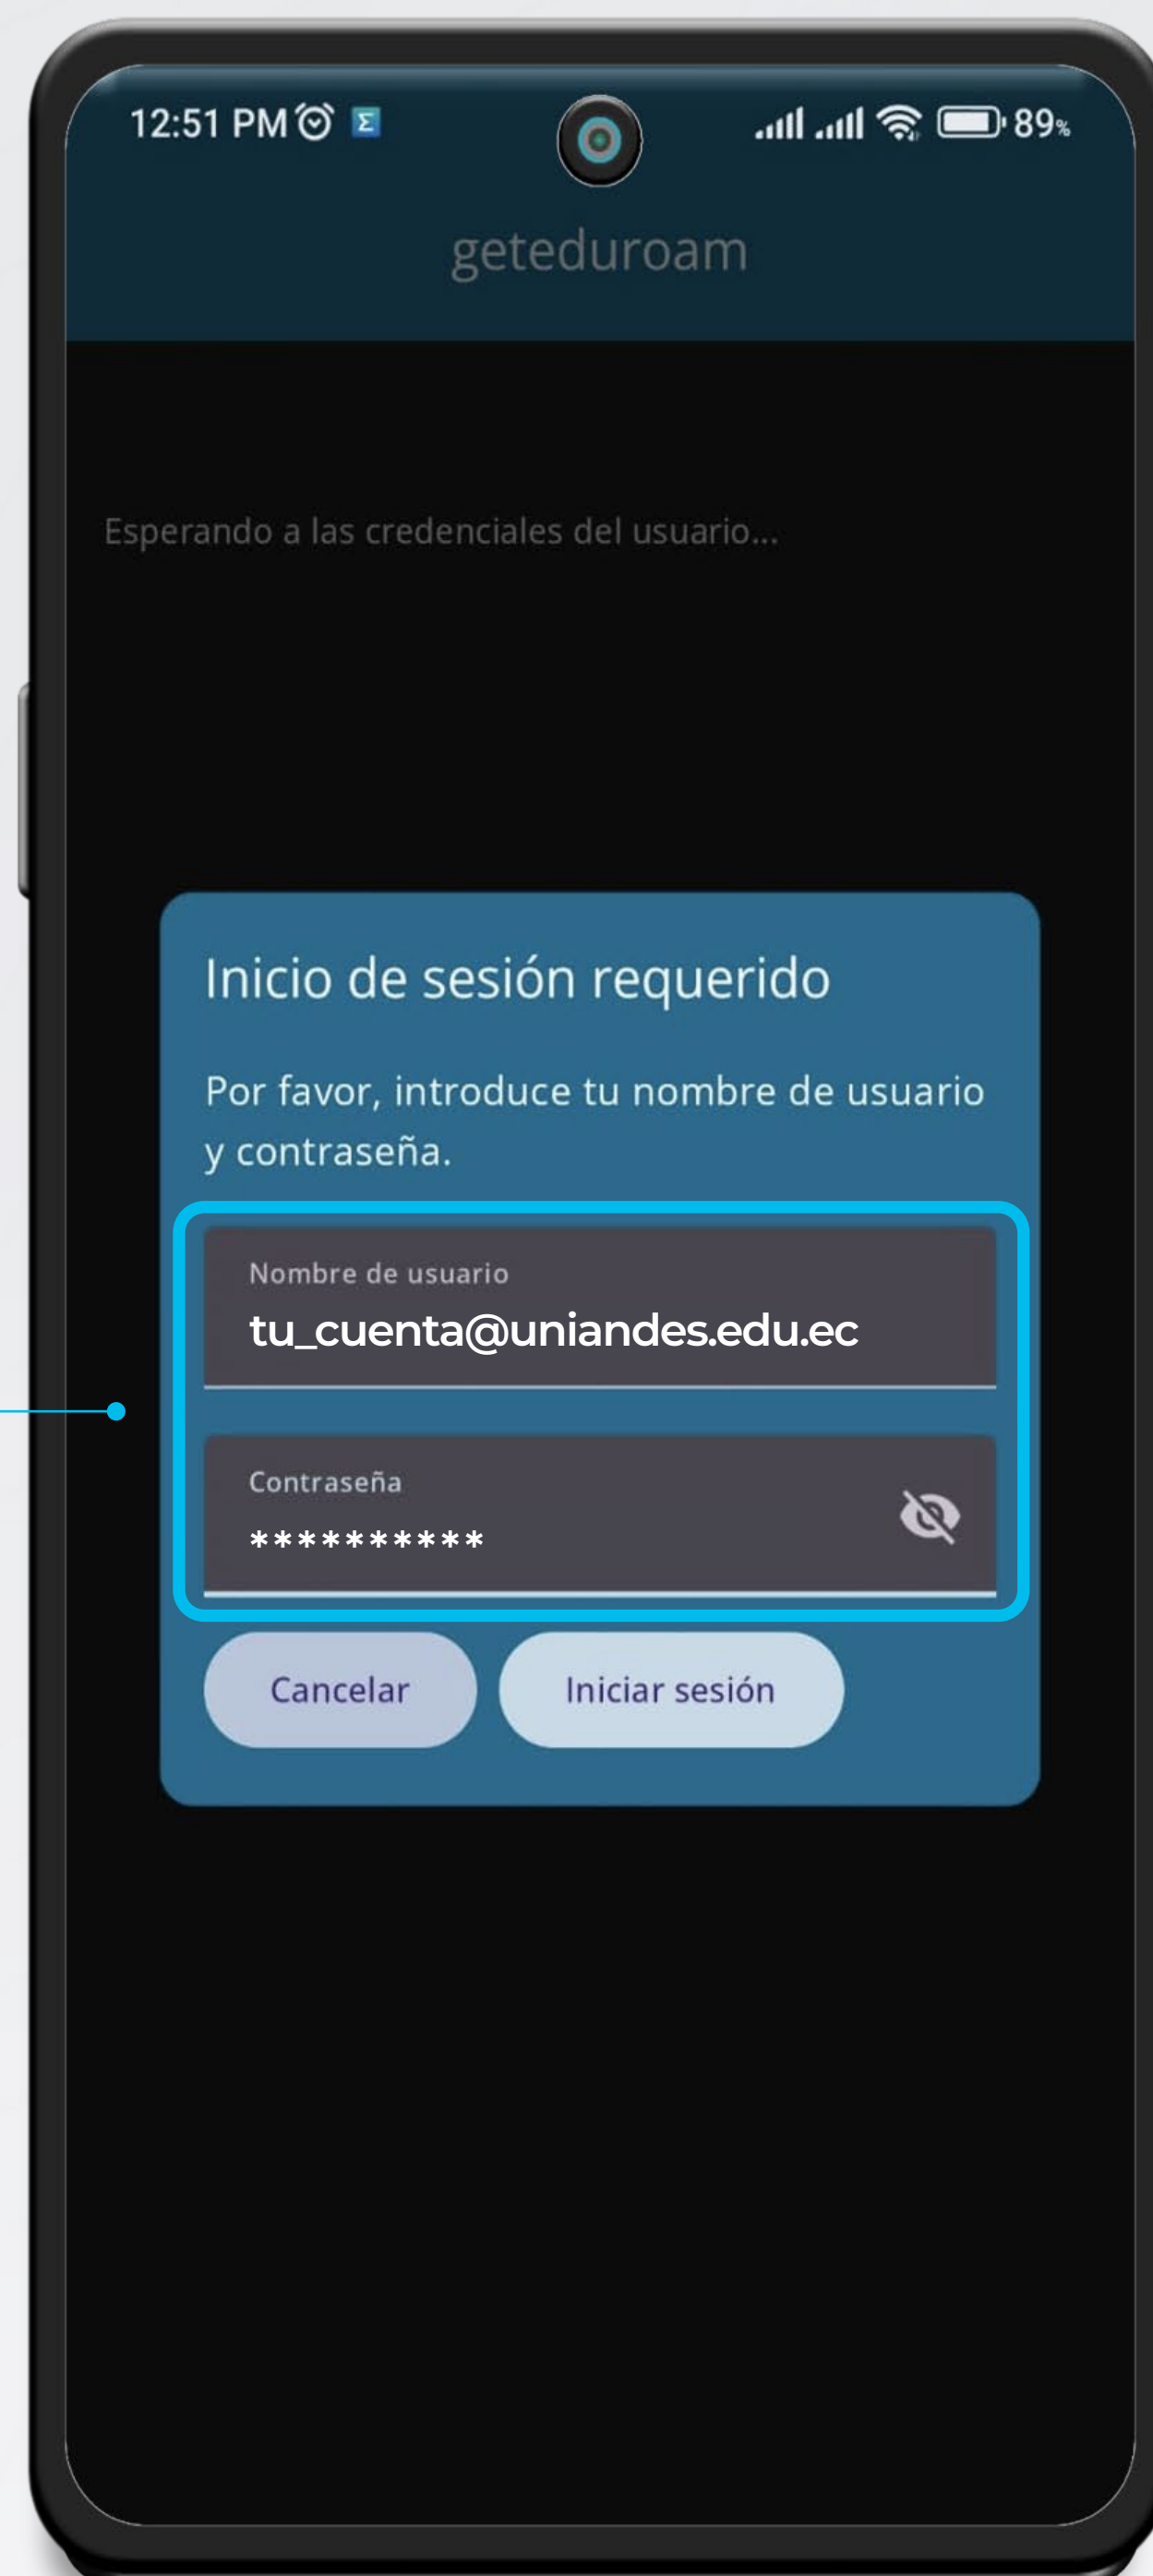 12:51 PM Σ 89%
geteduroam
Esperando a las credenciales del usuario...
Inicio de sesión requerido
Por favor, introduce tu nombre de usuario
y contraseña.
Nombre de usuario
tu_cuenta@uniandes.edu.ec
Contraseña
**********
Cancelar Iniciar sesión